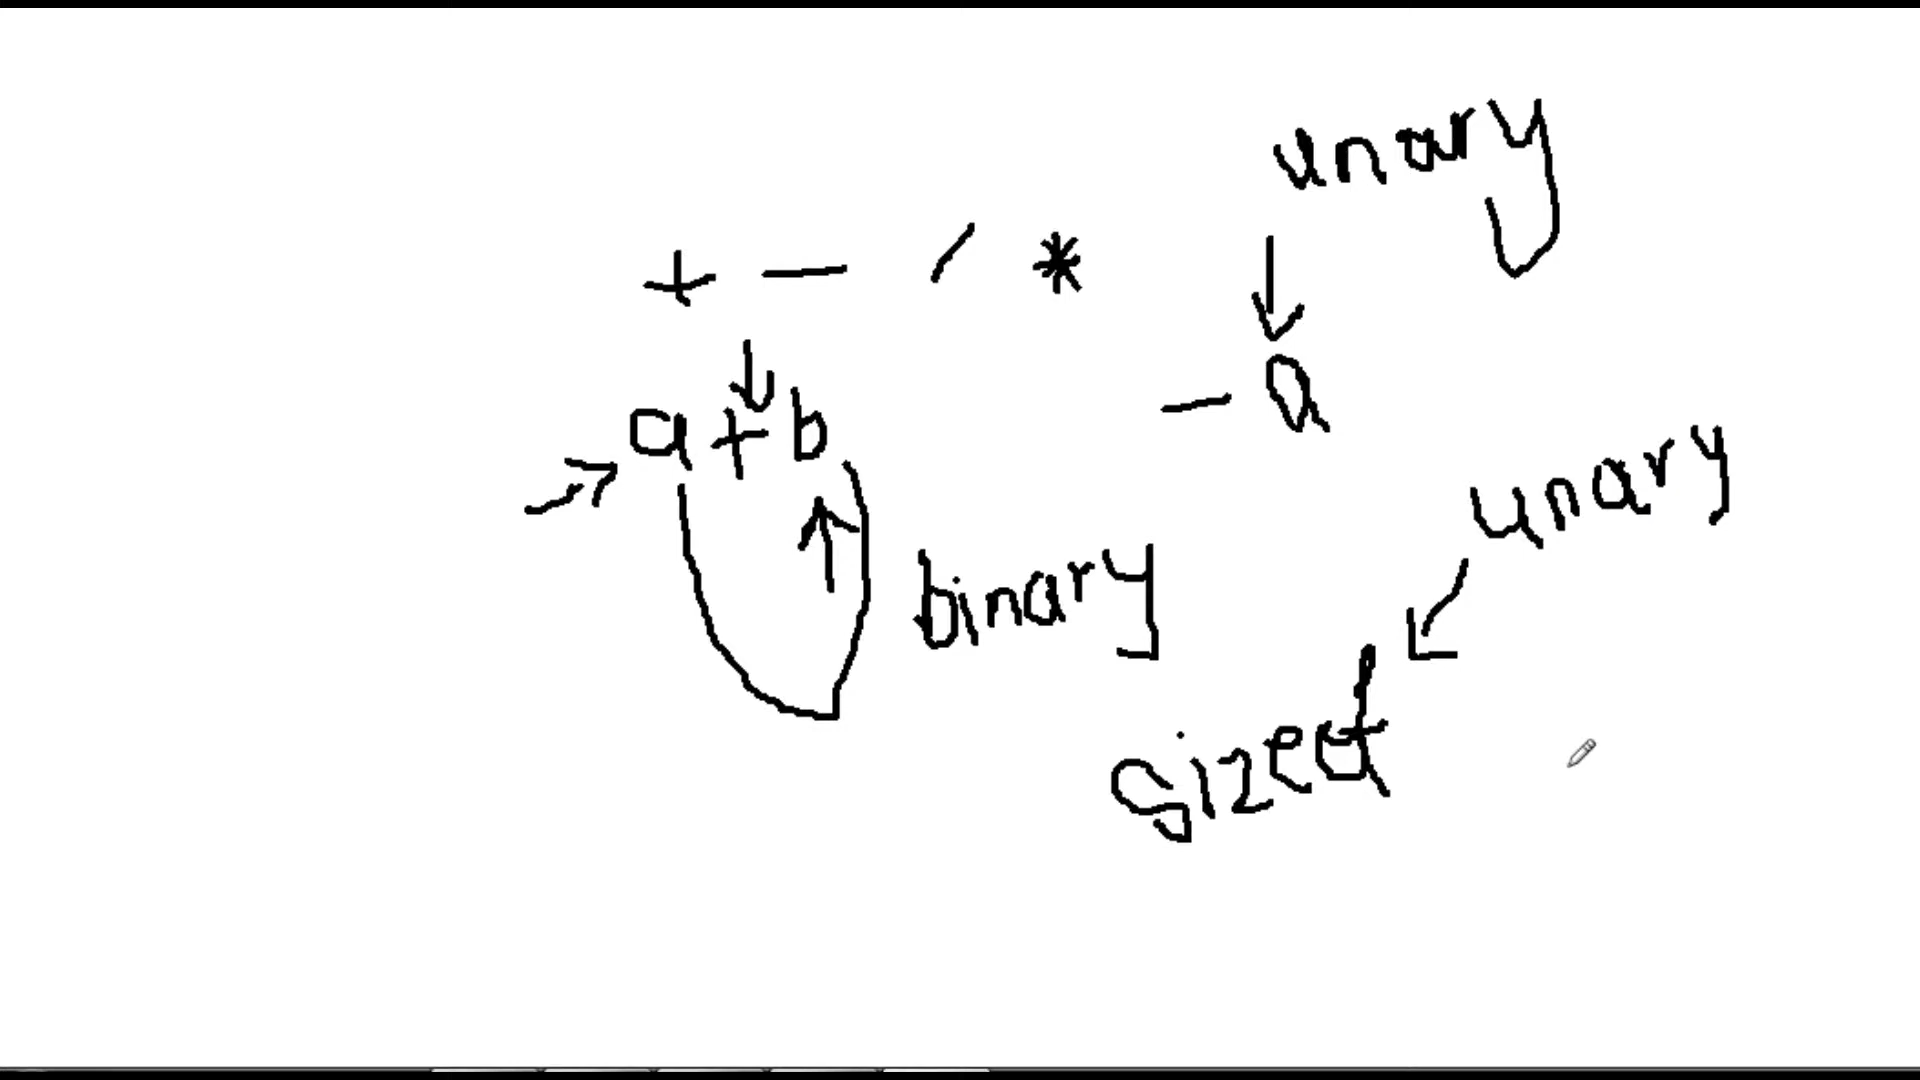 unary
+ - / *
- a
a + b
unary
binary
sizeof